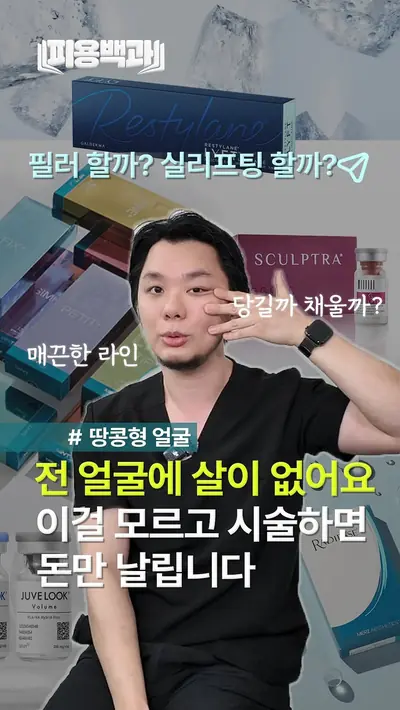 피용백과
Restylane
GALDERMA
RESTYLANE
LYFT
필러 할까? 실리프팅 할까?
SCULPTRA
당길까 채울까?
매끈한 라인
# 땅콩형 얼굴
전 얼굴에 살이 없어요
이걸 모르고 시술하면
돈만 날립니다
JUVELOOK
Volume